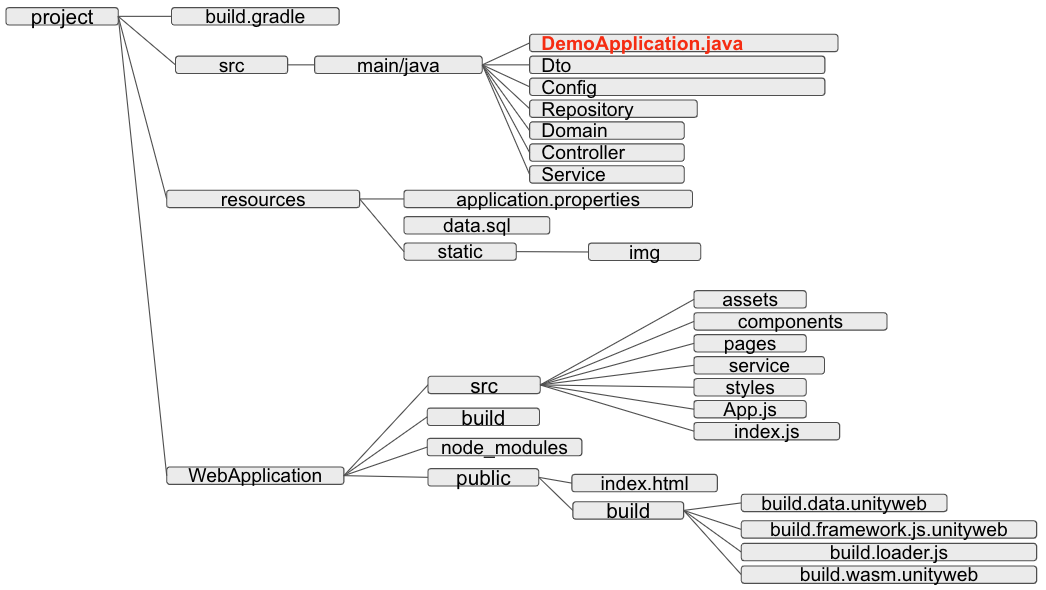 project
build.gradle
src
main/java
DemoApplication.java
Dto
Config
Repository
Domain
Controller
Service
resources
application.properties
data.sql
static
img
WebApplication
src
assets
components
pages
service
styles
App.js
index.js
build
node_modules
public
index.html
build
build.data.unityweb
build.framework.js.unityweb
build.loader.js
build.wasm.unityweb